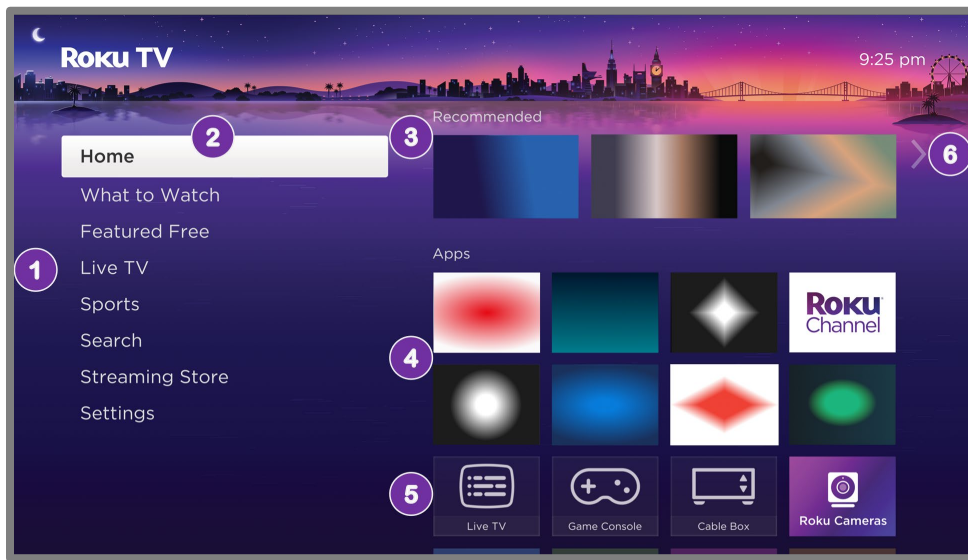 Roku TV
9:25 pm
2
Recommended
3
Home
6
What to Watch
Featured Free
Apps
1
Live TV
Sports
Roku
Channel
Search
4
Streaming Store
Settings
5
Live TV
Game Console
Cable Box
Roku Cameras